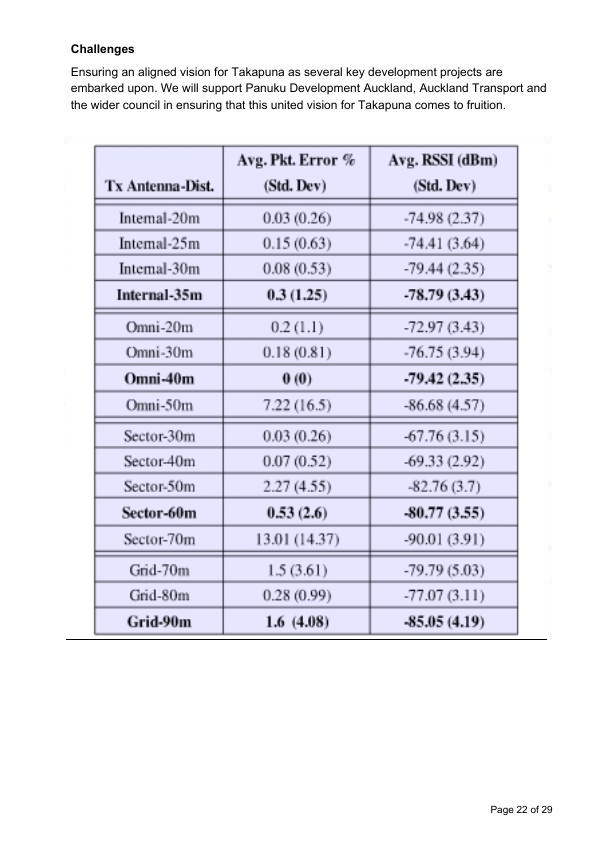 Challenges
Ensuring an aligned vision for Takapuna as several key development projects are
embarked upon. We will support Panuku Development Auckland, Auckland Transport and
the wider council in ensuring that this united vision for Takapuna comes to fruition.
Avg. Pkt. Error % Avg. RSSI (dBm)
Tx Antenna-Dist. (Std. Dev) (Std. Dev)
Internal-20m 0.03 (0.26) -74.98 (2.37)
Internal-25m 0.15 (0.63) -74.41 (3.64)
Internal-30m 0.08 (0.53) -79.44 (2.35)
Internal-35m 0.3 (1.25) -78.79 (3.43)
Omni-20m 0.2 (1.1) -72.97 (3.43)
Omni-30m 0.18 (0.81) -76.75 (3.94)
Omni-40m 0 (0) -79.42 (2.35)
Omni-50m 7.22 (16.5) -86.68 (4.57)
Sector-30m 0.03 (0.26) -67.76 (3.15)
Sector-40m 0.07 (0.52) -69.33 (2.92)
Sector-50m 2.27 (4.55) -82.76 (3.7)
Sector-60m 0.53 (2.6) -80.77 (3.55)
Sector-70m 13.01 (14.37) -90.01 (3.91)
Grid-70m 1.5 (3.61) -79.79 (5.03)
Grid-80m 0.28 (0.99) -77.07 (3.11)
Grid-90m 1.6 (4.08) -85.05 (4.19)
Page 22 of 29